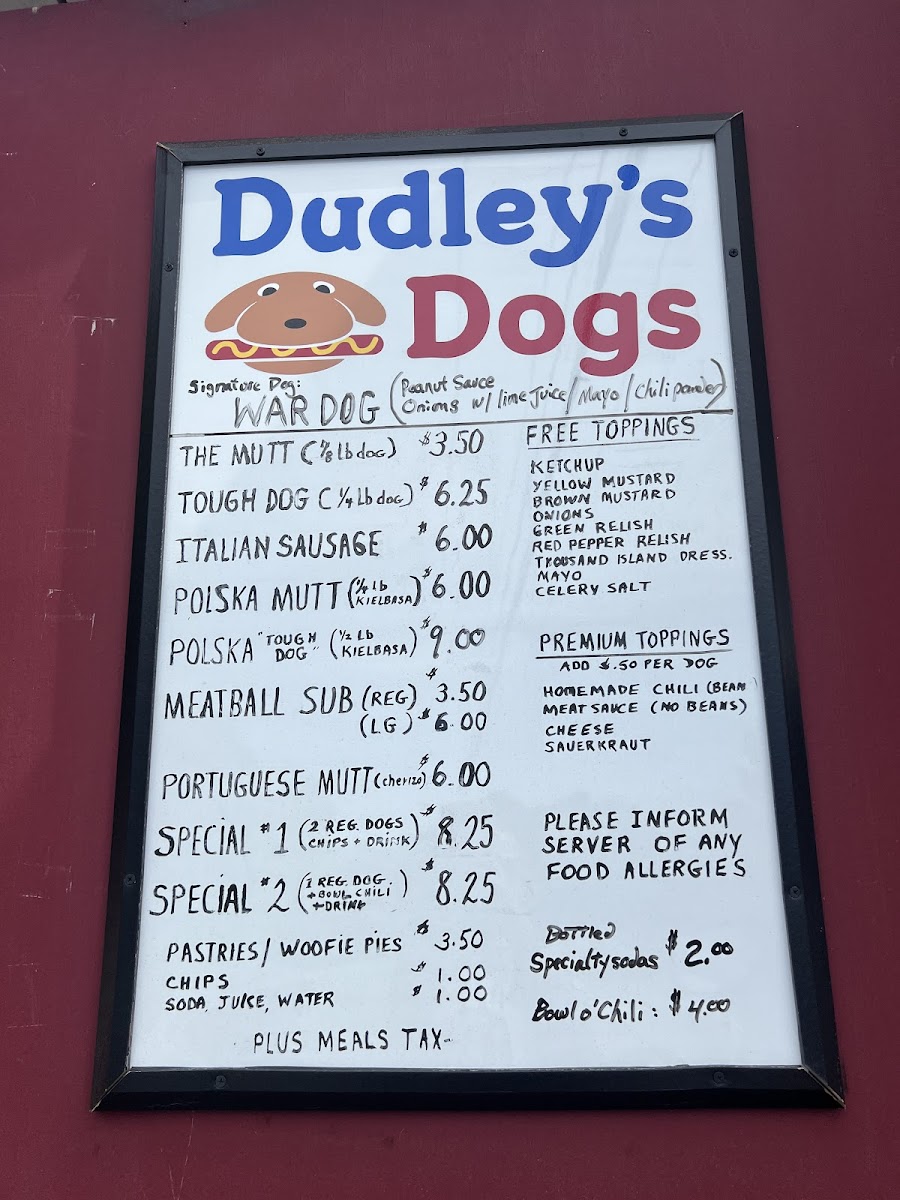 Dudley's
Dogs
Signature Dog:
WAR DOG (Peanut Sauce
Onions w/ lime Juice / Mayo / Chili powder)
THE MUTT (⅞ lb dog) $3.50
TOUGH DOG (¼ Lb dog) $6.25
ITALIAN SAUSAGE $6.00
POLSKA MUTT (¼ lb KIELBASA) $6.00
POLSKA "TOUGH DOG" (½ Lb KIELBASA) $9.00
MEATBALL SUB (REG) $3.50
(LG) $6.00
PORTUGUESE MUTT (cherizo) $6.00
SPECIAL #1 (2 REG. DOGS CHIPS + DRINK) $8.25
SPECIAL #2 (1 REG. DOG. + BOWL CHILI + DRINK) $8.25
PASTRIES / WOOFIE PIES $3.50
CHIPS $1.00
SODA, JUICE, WATER $1.00
PLUS MEALS TAX-
FREE TOPPINGS
KETCHUP
YELLOW MUSTARD
BROWN MUSTARD
ONIONS
GREEN RELISH
RED PEPPER RELISH
THOUSAND ISLAND DRESS.
MAYO
CELERY SALT
PREMIUM TOPPINGS
ADD $.50 PER DOG
HOMEMADE CHILI (BEAN)
MEAT SAUCE (NO BEANS)
CHEESE
SAUERKRAUT
PLEASE INFORM
SERVER OF ANY
FOOD ALLERGIES
Bottled
Specialty sodas $2.00
Bowl o' Chili: $4.00